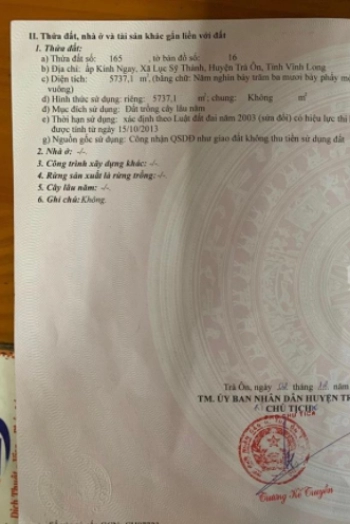 II. Thửa đất, nhà ở và tài sản khác gắn liền với đất
1. Thửa đất:
a) Thửa đất số: 165 , tờ bản đồ số: 16
b) Địa chỉ: ấp Kinh Ngay, Xã Lục Sỹ Thành, Huyện Trà Ôn, Tỉnh Vĩnh Long
c) Diện tích: 5737,1 m², (bằng chữ: Năm nghìn bảy trăm ba mươi bảy phẩy
vuông)
d) Hình thức sử dụng: riêng: 5737,1 m²; chung: Không m²
đ) Mục đích sử dụng: Đất trồng cây lâu năm
e) Thời hạn sử dụng: xác định theo Luật đất đai năm 2003 (sửa đổi) có hiệu lực thi
được tính từ ngày 15/10/2013
g) Nguồn gốc sử dụng: Công nhận QSDĐ như giao đất không thu tiền sử dụng đất
2. Nhà ở: -/-
3. Công trình xây dựng khác: -/-
4. Rừng sản xuất là rừng trồng: -/-
5. Cây lâu năm: -/-
6. Ghi chú: Không.
Trà Ôn, ngày tháng năm
TM. ỦY BAN NHÂN DÂN HUYỆN
CHỦ TỊCH
Trương Kế Truyền
Dịch Thuật